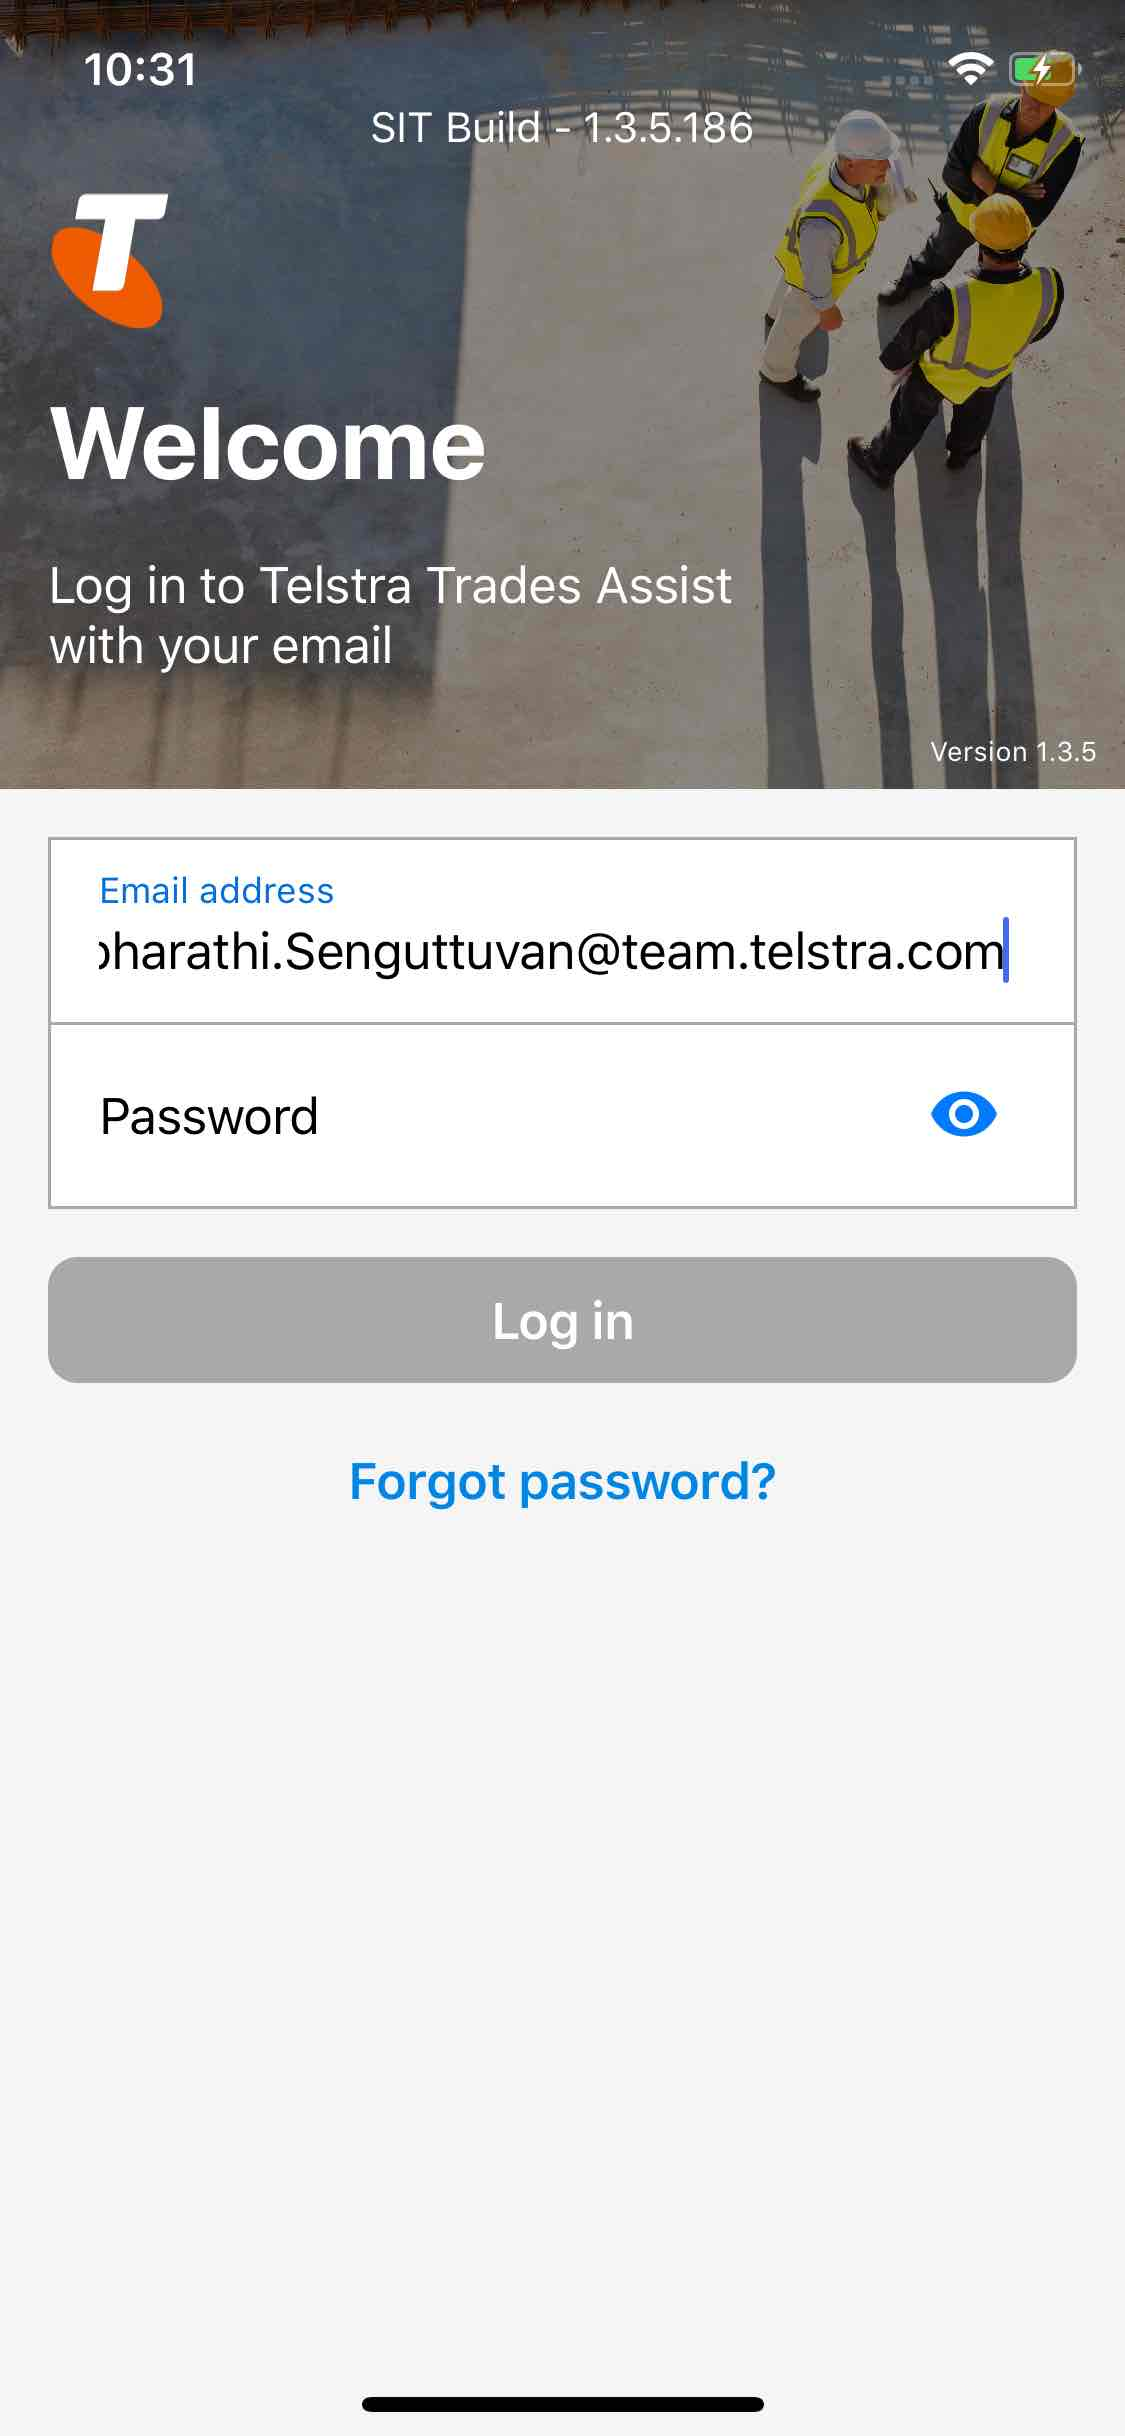 10:31
SIT Build - 1.3.5.186
T
Welcome
Log in to Telstra Trades Assist
with your email
Version 1.3.5
Email address
bharathi.Senguttuvan@team.telstra.com
Password
Log in
Forgot password?